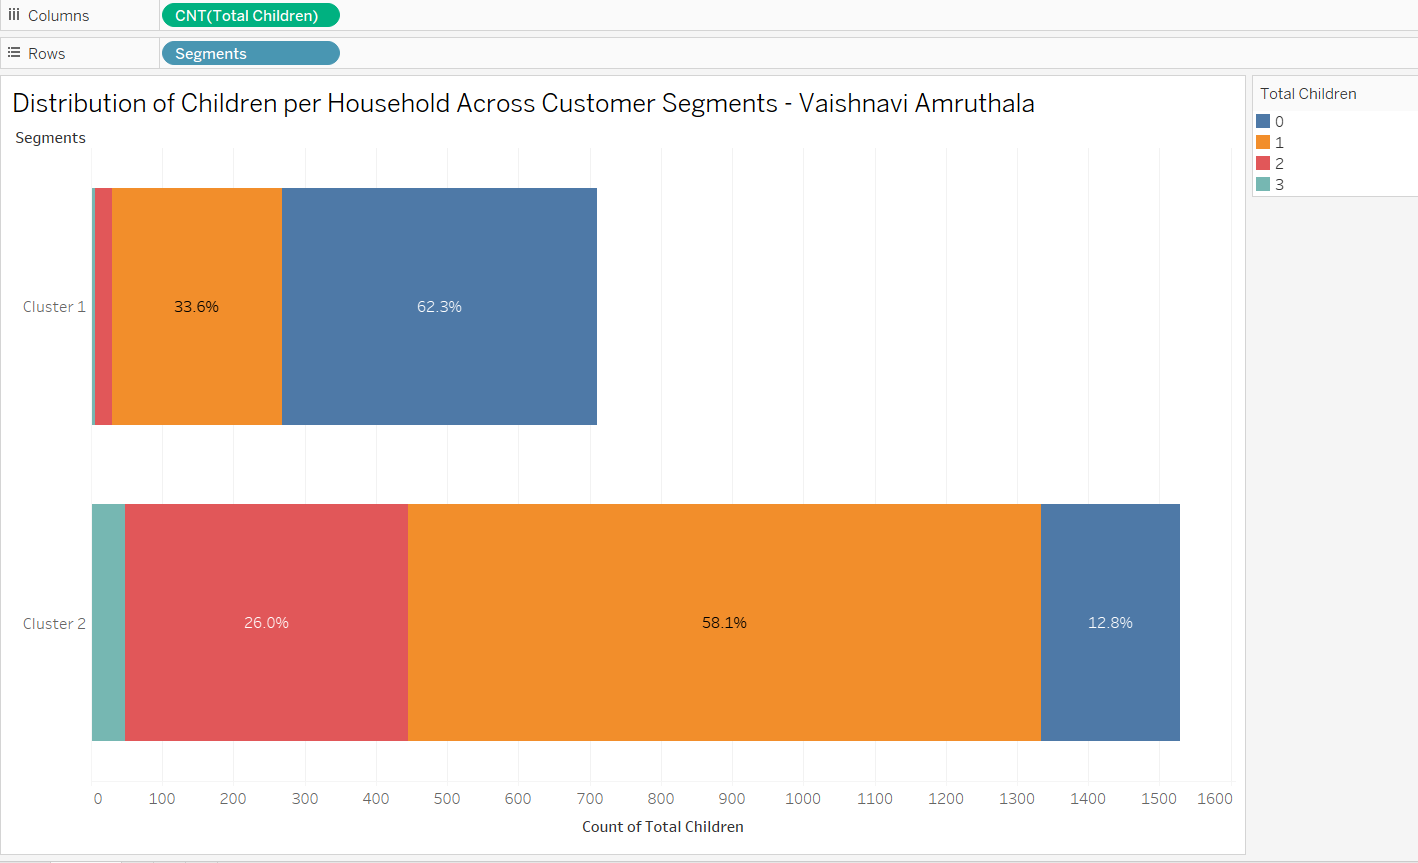 Columns CNT(Total Children)
Rows Segments
Distribution of Children per Household Across Customer Segments - Vaishnavi Amruthala
Segments
Total Children
0
1
2
3
Cluster 1 33.6% 62.3%
Cluster 2 26.0% 58.1% 12.8%
0 100 200 300 400 500 600 700 800 900 1000 1100 1200 1300 1400 1500 1600
Count of Total Children